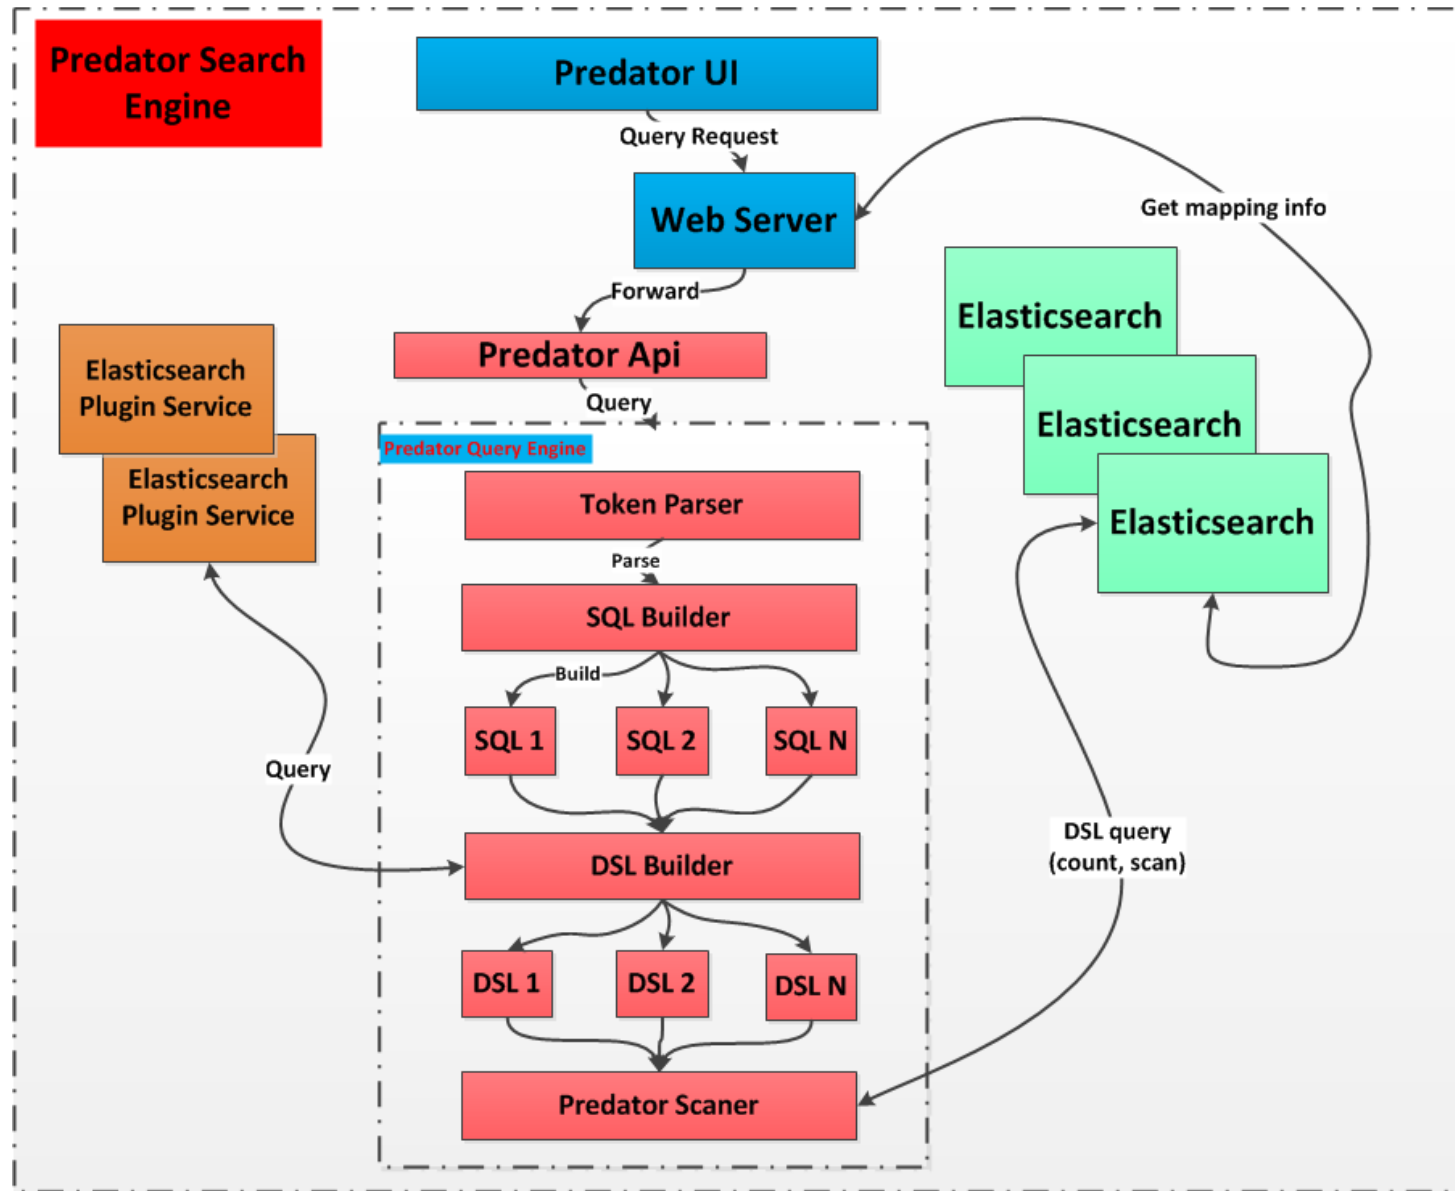 Predator Search
Engine
Predator UI
Query Request
Web Server
Get mapping info
Forward
Predator Api
Query
Elasticsearch
Elasticsearch
Elasticsearch
Elasticsearch
Plugin Service
Elasticsearch
Plugin Service
Predator Query Engine
Token Parser
Parse
SQL Builder
Build
SQL 1
SQL 2
SQL N
Query
DSL Builder
DSL query
(count, scan)
DSL 1
DSL 2
DSL N
Predator Scaner